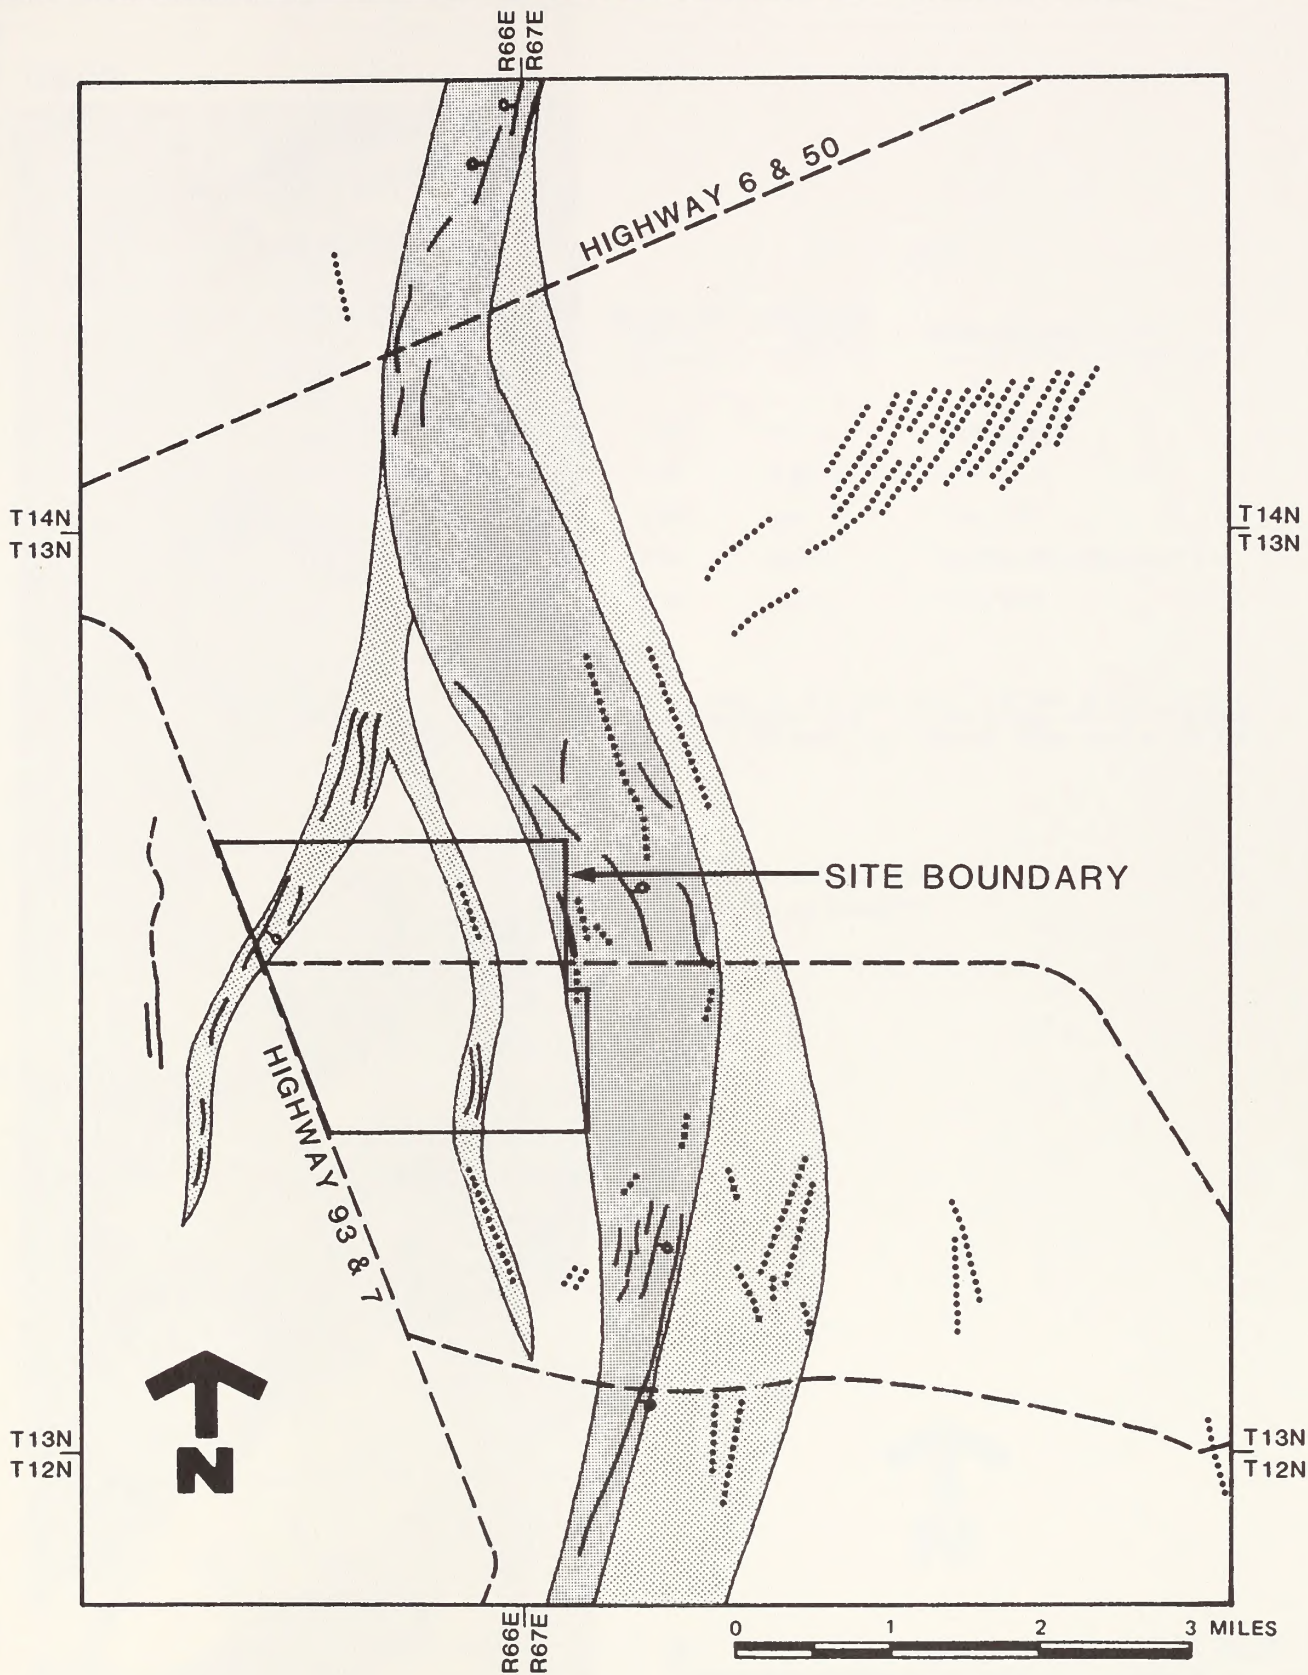 R66E
R67E
HIGHWAY 6 & 50
T14N
T13N
T14N
T13N
SITE BOUNDARY
HIGHWAY 93 & 7
N
T13N
T12N
T13N
T12N
R66E
R67E
0 1 2 3 MILES